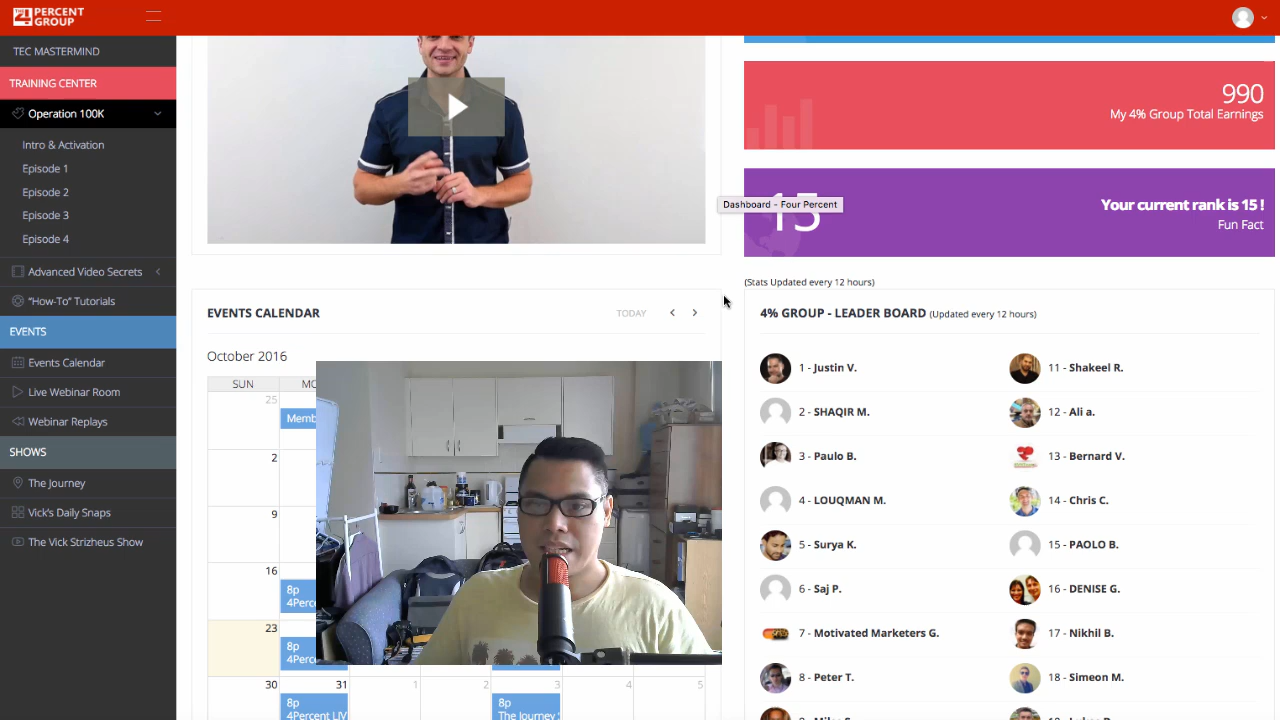 THE 4 PERCENT GROUP
TEC MASTERMIND
TRAINING CENTER
Operation 100K
Intro & Activation
Episode 1
Episode 2
Episode 3
Episode 4
Advanced Video Secrets
"How-To" Tutorials
EVENTS
Events Calendar
Live Webinar Room
Webinar Replays
SHOWS
The Journey
Vick's Daily Snaps
The Vick Strizheus Show
990
My 4% Group Total Earnings
15
Dashboard - Four Percent
Your current rank is 15 !
Fun Fact
(Stats Updated every 12 hours)
EVENTS CALENDAR
TODAY
October 2016
SUN
MO
25
Memb
2
9
16
8p
4Perce
23
8p
4Perce
30
31
1
2
3
4
5
8p
4Percent LIV
8p
The Journey
4% GROUP - LEADER BOARD (Updated every 12 hours)
1 - Justin V.
11 - Shakeel R.
2 - SHAQIR M.
12 - Ali a.
3 - Paulo B.
13 - Bernard V.
4 - LOUQMAN M.
14 - Chris C.
5 - Surya K.
15 - PAOLO B.
6 - Saj P.
16 - DENISE G.
7 - Motivated Marketers G.
17 - Nikhil B.
8 - Peter T.
18 - Simeon M.